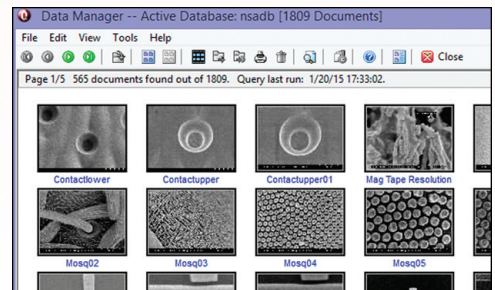 Data Manager -- Active Database: nsadb [1809 Documents]
File Edit View Tools Help
Close
Page 1/5 565 documents found out of 1809. Query last run: 1/20/15 17:33:02.
Contactlower Contactupper Contactupper01 Mag Tape Resolution
Mosq02 Mosq03 Mosq04 Mosq05